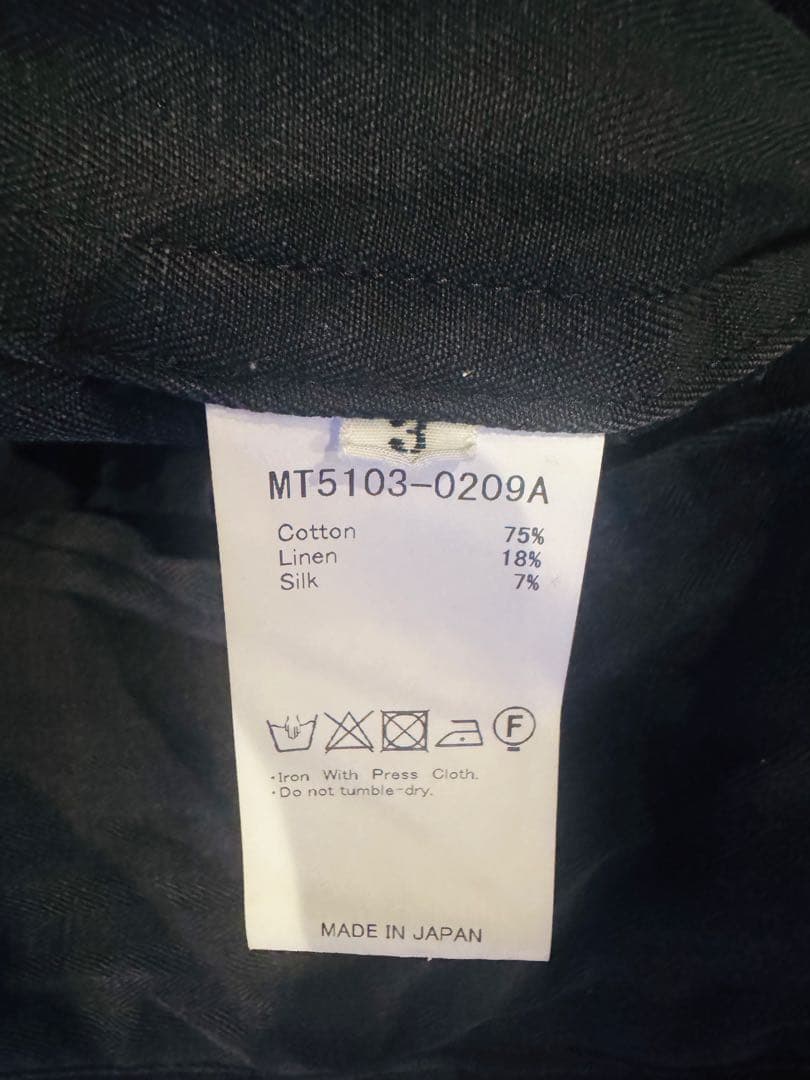 3
MT5103-0209A
Cotton 75%
Linen 18%
Silk 7%
F
·Iron With Press Cloth.
·Do not tumble-dry.
MADE IN JAPAN